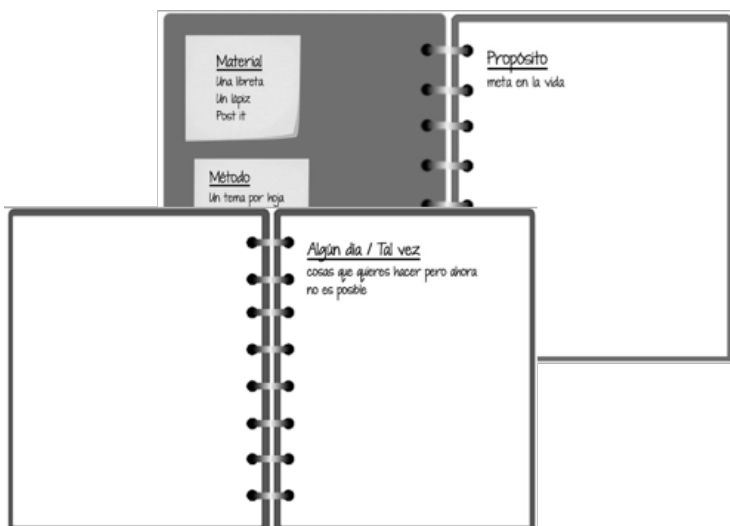 Material
Una libreta
Un lápiz
Post it
Método
Un tema por hoja
Propósito
meta en la vida
Algún día / Tal vez
cosas que quieres hacer pero ahora
no es posible